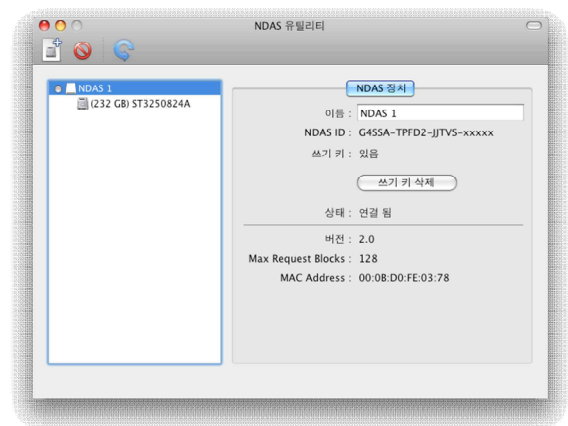 NDAS 유틸리티
NDAS 1
(232 GB) ST3250824A
NDAS 장치
이름 : NDAS 1
NDAS ID : G4SSA-TPFD2-JJTVS-xxxxx
쓰기 키 : 있음
쓰기 키 삭제
상태 : 연결 됨
버전 : 2.0
Max Request Blocks : 128
MAC Address : 00:0B:D0:FE:03:78